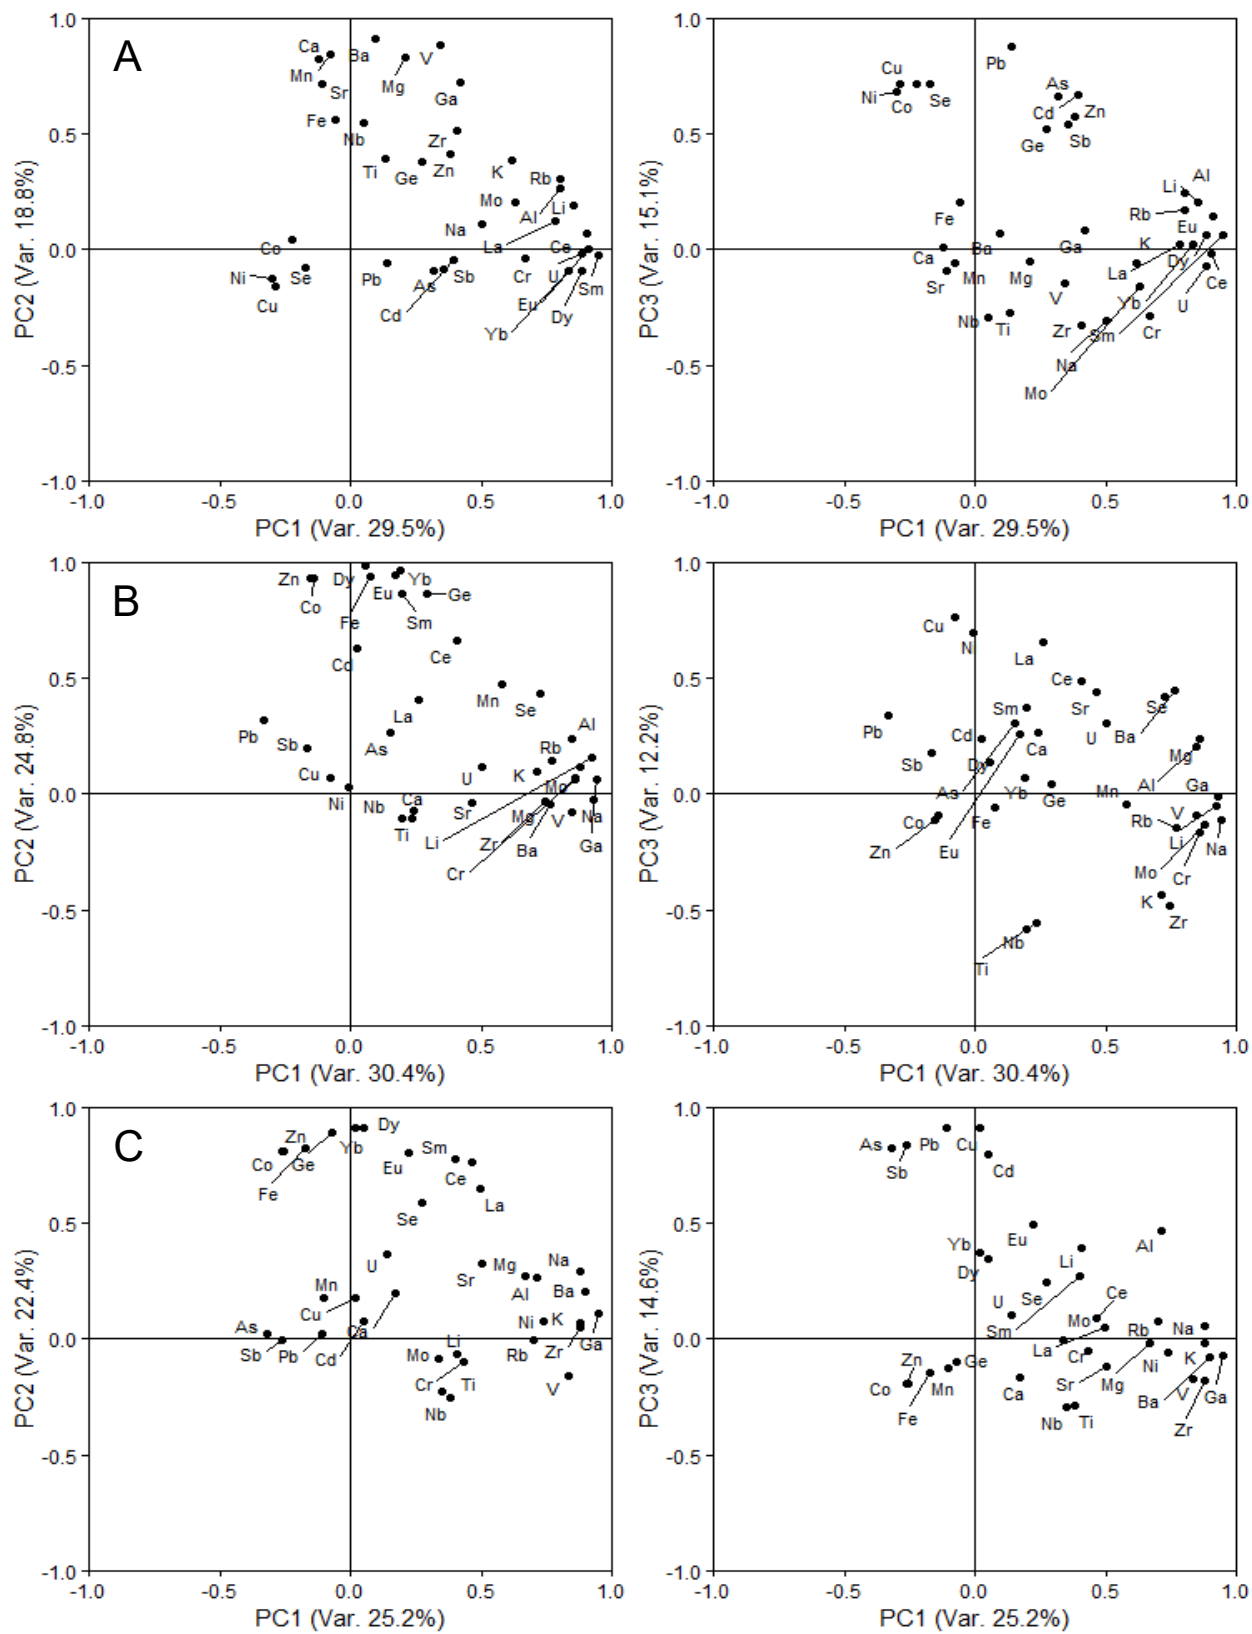 A
1.0
0.5
0.0
-0.5
-1.0
PC2 (Var. 18.8%)
Ca
Ba
V
Mn
Mg
Sr
Ga
Fe
Nb
Zr
Ti
Ge
Zn
K
Rb
Mo
Al
Li
Na
La
Ce
Co
Ni
Se
Cu
Pb
As
Sb
Cd
Cr
U
Sm
Eu
Dy
Yb
-1.0 -0.5 0.0 0.5 1.0
PC1 (Var. 29.5%)
1.0
0.5
0.0
-0.5
-1.0
PC3 (Var. 15.1%)
Pb
Cu
Ni
Co
Se
As
Cd
Zn
Ge
Sb
Li
Al
Rb
Fe
Eu
Ba
Ga
K
Ca
Dy
La
Sr
Mn
Mg
Ce
V
Yb
U
Nb
Ti
Zr
Sm
Cr
Na
Mo
-1.0 -0.5 0.0 0.5 1.0
PC1 (Var. 29.5%)
B
1.0
0.5
0.0
-0.5
-1.0
PC2 (Var. 24.8%)
Zn
Dy
Yb
Co
Eu
Ge
Fe
Sm
Cd
Ce
Mn
Se
La
Pb
Sb
As
Al
Rb
Cu
U
K
Mo
Ni
Nb
Ca
Sr
Mg
V
Na
Ti
Li
Zr
Ba
Ga
Cr
-1.0 -0.5 0.0 0.5 1.0
PC1 (Var. 30.4%)
1.0
0.5
0.0
-0.5
-1.0
PC3 (Var. 12.2%)
Cu
Ni
La
Ce
Sm
Sr
Se
Pb
Cd
U
Ba
Ca
Sb
Dy
Mg
As
Yb
Ge
Mn
Al
Ga
Co
Fe
Rb
V
Zn
Eu
Li
Na
Mo
Cr
K
Zr
Nb
Ti
-1.0 -0.5 0.0 0.5 1.0
PC1 (Var. 30.4%)
C
1.0
0.5
0.0
-0.5
-1.0
PC2 (Var. 22.4%)
Dy
Zn
Yb
Sm
Co
Ge
Eu
Ce
Fe
La
Se
U
Na
Mg
Sr
Mn
Al
Ba
Cu
Ni
K
As
Ca
Li
Sb
Pb
Cd
Mo
Rb
Zr
Ga
Cr
Ti
V
Nb
-1.0 -0.5 0.0 0.5 1.0
PC1 (Var. 25.2%)
1.0
0.5
0.0
-0.5
-1.0
PC3 (Var. 14.6%)
As
Pb
Cu
Sb
Cd
Yb
Eu
Al
Dy
Li
Se
Ce
U
Mo
Sm
Rb
Na
La
Cr
Zn
Ge
Ni
K
Co
Mn
Ca
Sr
Mg
Ba
V
Ga
Fe
Nb
Ti
Zr
-1.0 -0.5 0.0 0.5 1.0
PC1 (Var. 25.2%)